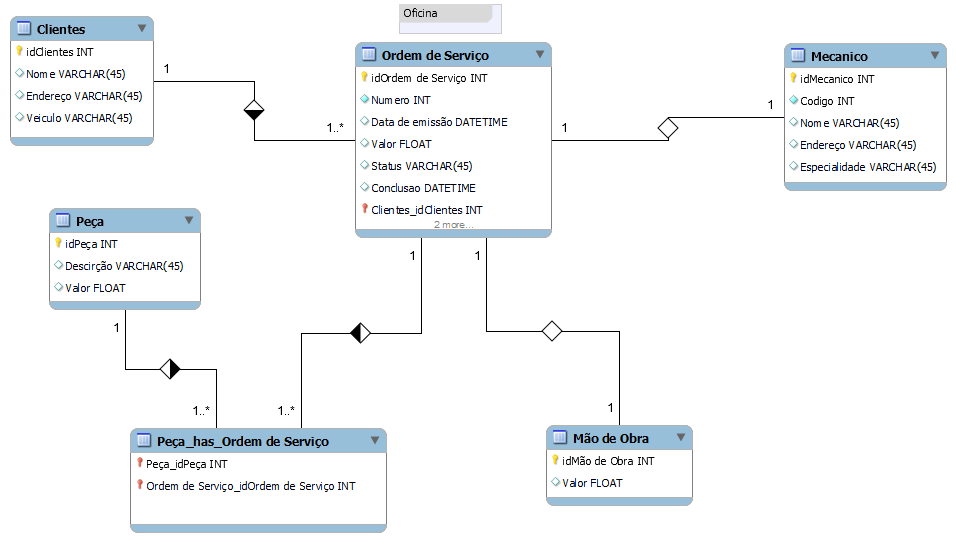 Oficina
Clientes
idClientes INT
Nome VARCHAR(45)
Endereço VARCHAR(45)
Veiculo VARCHAR(45)
1
1..*
Ordem de Serviço
idOrdem de Serviço INT
Numero INT
Data de emissão DATETIME
Valor FLOAT
Status VARCHAR(45)
Conclusao DATETIME
Clientes_idClientes INT
2 more...
1
1
Mecanico
idMecanico INT
Codigo INT
Nome VARCHAR(45)
Endereço VARCHAR(45)
Especialidade VARCHAR(45)
Peça
idPeça INT
Descirção VARCHAR(45)
Valor FLOAT
1
1
1
1..*
1..*
1
Peça_has_Ordem de Serviço
Peça_idPeça INT
Ordem de Serviço_idOrdem de Serviço INT
Mão de Obra
idMão de Obra INT
Valor FLOAT